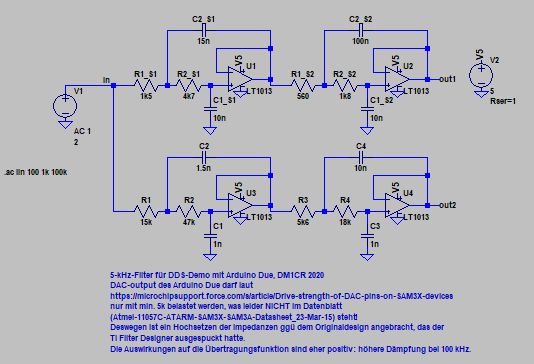 C2_S1
15n
C2_S2
100n
V5
V5
V5
V2
5
Rser=1
in
R1_S1
1k5
R2_S1
4k7
U1
LT1013
R1_S2
560
R2_S2
1k8
U2
LT1013
out1
V1
AC 1
2
C1_S1
10n
C1_S2
10n
.ac lin 100 1k 100k
C2
1.5n
C4
10n
V5
V5
R1
15k
R2
47k
U3
LT1013
R3
5k6
R4
18k
U4
LT1013
out2
C1
1n
C3
1n
5-kHz-Filter für DDS-Demo mit Arduino Due, DM1CR 2020
DAC-output des Arduino Due darf laut
https://microchipsupport.force.com/s/article/Drive-strength-of-DAC-pins-on-SAM3X-devices
nur mit min. 5k belastet werden, was leider NICHT im Datenblatt
(Atmel-11057C-ATARM-SAM3X-SAM3A-Datasheet_23-Mar-15) steht!
Deswegen ist ein Hochsetzen der Impedanzen ggü dem Originaldesign angebracht, das der
TI Filter Designer ausgespuckt hatte.
Die Auswirkungen auf die Übertragungsfunktion sind eher positiv: höhere Dämpfung bei 100 kHz.